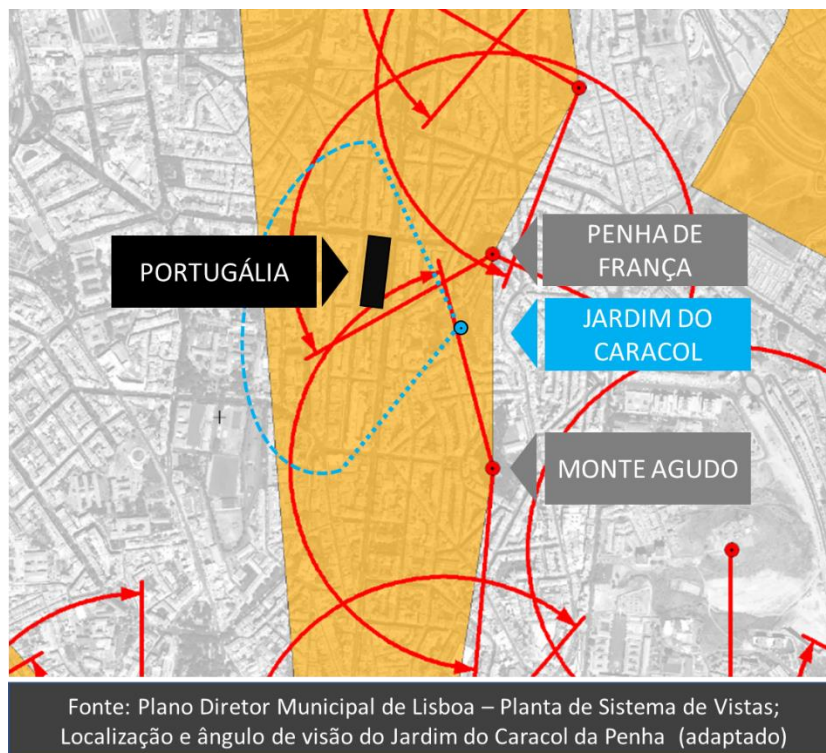 PORTUGÁLIA
PENHA DE
FRANÇA
JARDIM DO
CARACOL
MONTE AGUDO
Fonte: Plano Diretor Municipal de Lisboa – Planta de Sistema de Vistas;
Localização e ângulo de visão do Jardim do Caracol da Penha (adaptado)